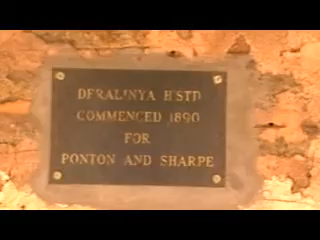 DERALINYA H'STD
COMMENCED 1890
FOR
PONTON AND SHARPE